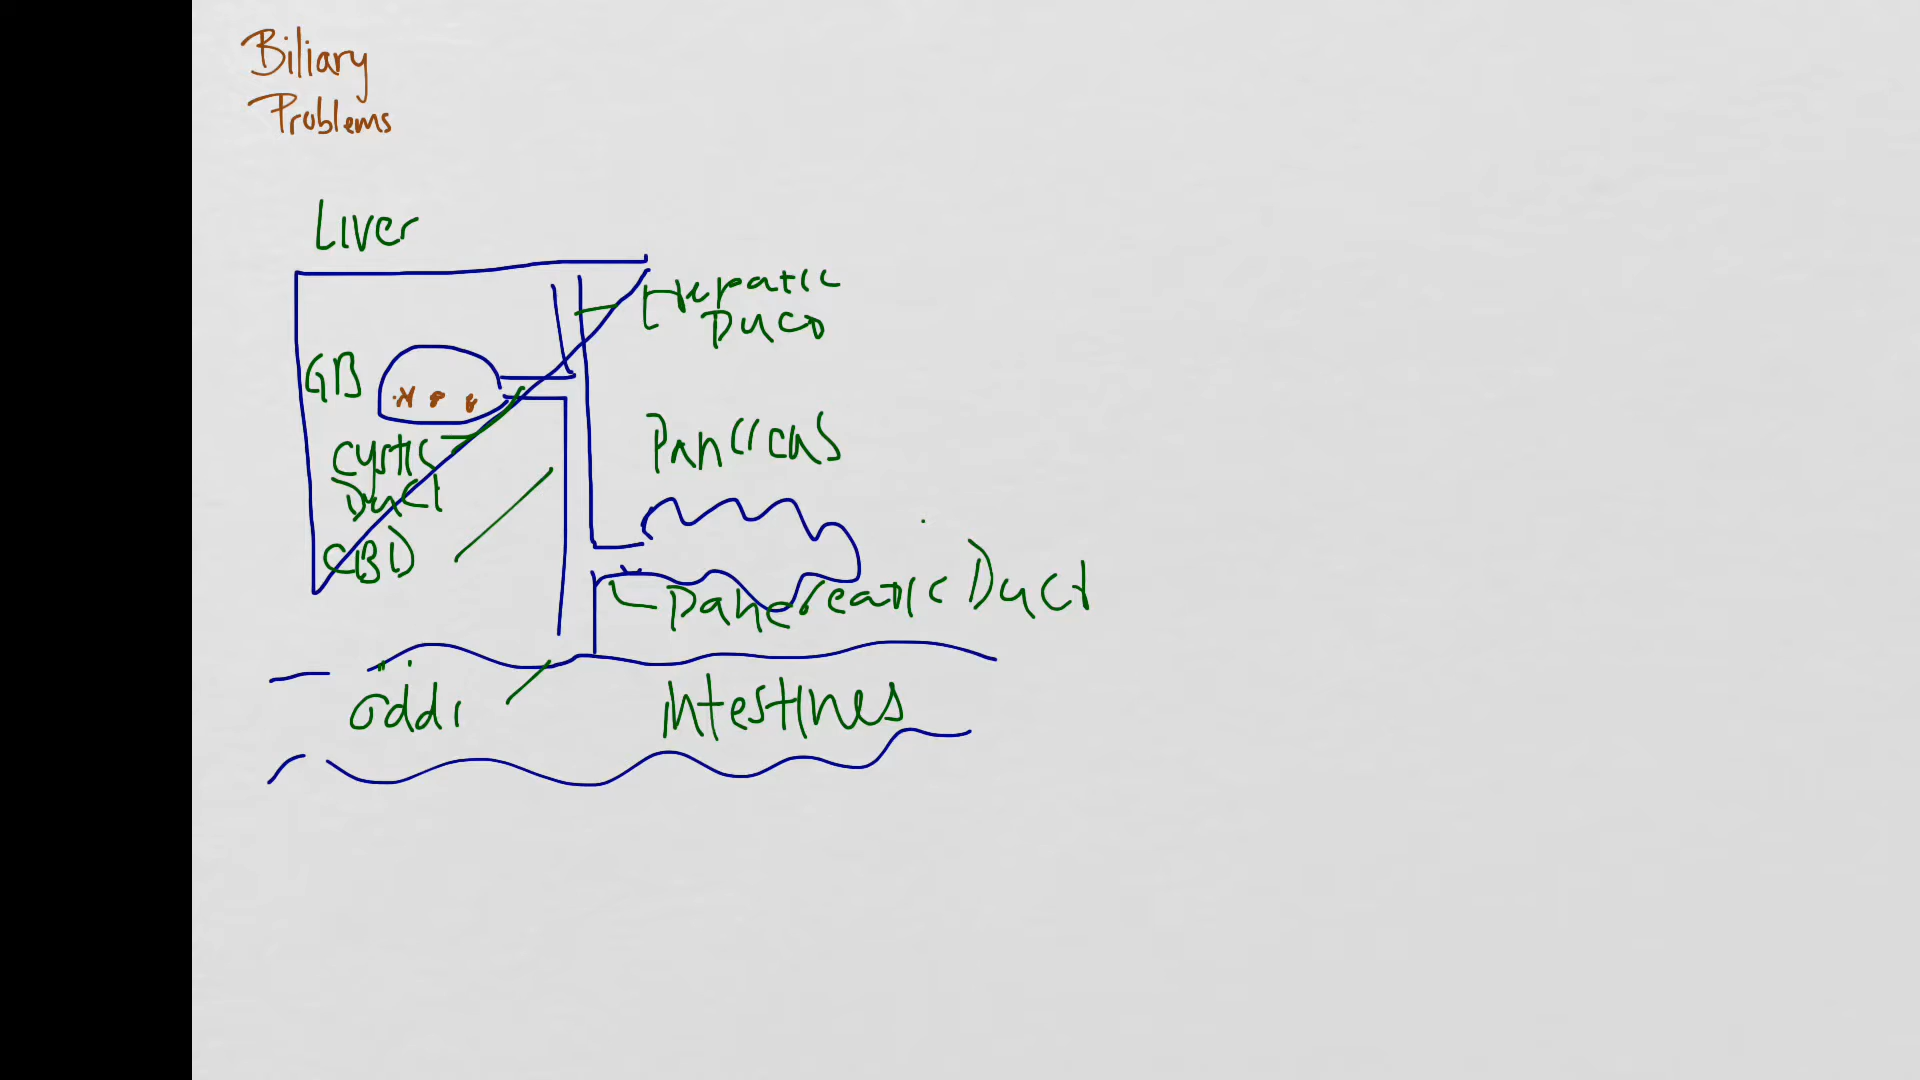 Biliary
Problems
Liver
Hepatic
Duct
GB
Cystic
Duct
Pancreas
CBD
Pancreatic Duct
Oddi
Intestines